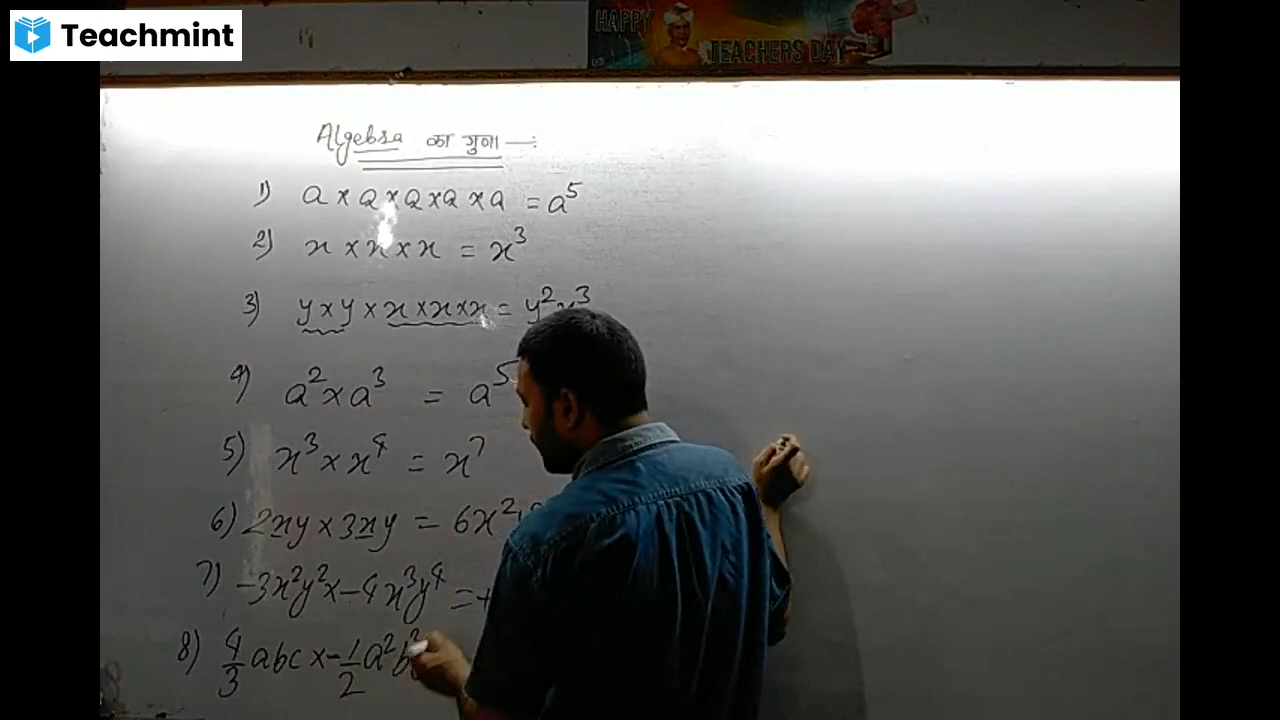 Teachmint
HAPPY
TEACHERS DAY
Algebra का गुना —:
1) a × a × a × a × a = a⁵
2) x × x × x = x³
3) y × y × x × x × x = y²x³
4) a² × a³ = a⁵
5) x³ × x⁴ = x⁷
6) 2xy × 3xy = 6x²
7) -3x²y² × -4x³y⁴ = +
8) 4/3 abc × -1/2 a²b